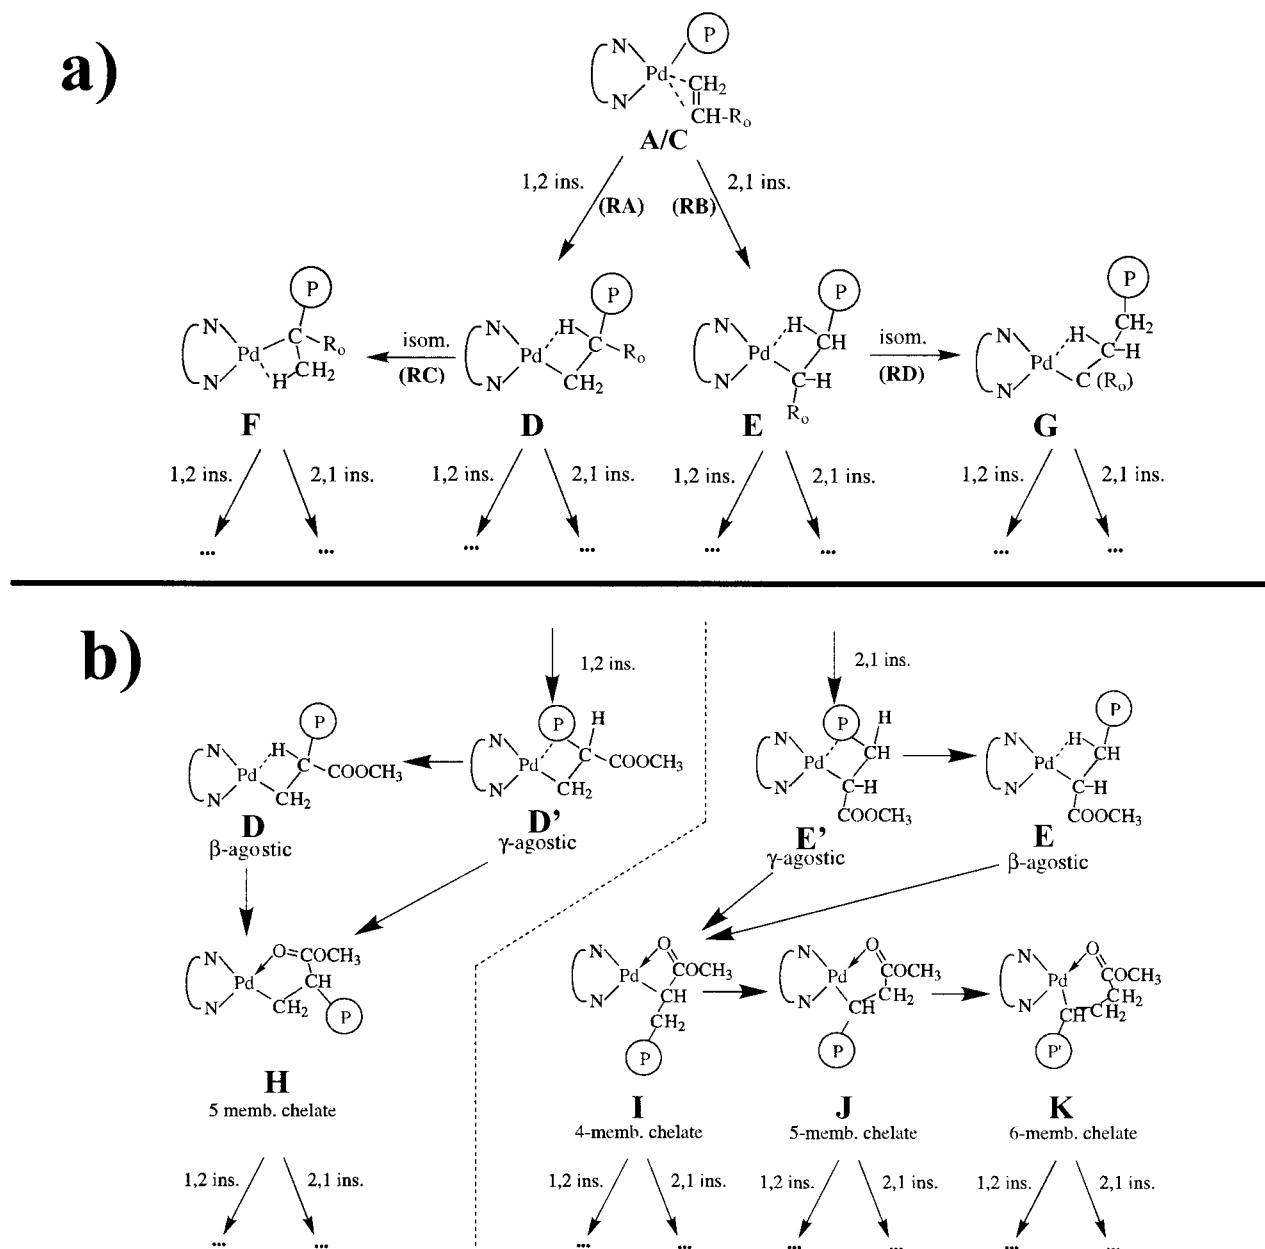 a)
N
N
Pd
P
CH₂
CH-Rₒ
A/C
1,2 ins.
(RA)
(RB)
2,1 ins.
N
N
Pd
P
C
Rₒ
H
CH₂
F
isom.
(RC)
N
N
Pd
H
P
C
Rₒ
CH₂
D
N
N
Pd
H
P
CH
C-H
Rₒ
E
isom.
(RD)
N
N
Pd
H
P
CH₂
C-H
C (Rₒ)
G
1,2 ins.
2,1 ins.
1,2 ins.
2,1 ins.
1,2 ins.
2,1 ins.
1,2 ins.
2,1 ins.
... ... ... ... ... ... ... ...
b)
1,2 ins.
2,1 ins.
N
N
Pd
H
P
C
COOCH₃
CH₂
D
β-agostic
N
N
Pd
P
H
C
COOCH₃
CH₂
D’
γ-agostic
N
N
Pd
P
H
CH
C-H
COOCH₃
E’
γ-agostic
N
N
Pd
H
P
CH
C-H
COOCH₃
E
β-agostic
N
N
Pd
O
COCH₃
CH
CH₂
P
H
5 memb. chelate
N
N
Pd
O
COCH₃
CH
CH₂
P
I
4-memb. chelate
N
N
Pd
O
COCH₃
CH₂
CH
P
J
5-memb. chelate
N
N
Pd
O
COCH₃
CH₂
CH₂
CH
P'
K
6-memb. chelate
1,2 ins.
2,1 ins.
1,2 ins.
2,1 ins.
1,2 ins.
2,1 ins.
1,2 ins.
2,1 ins.
... ... ... ... ... ... ... ...